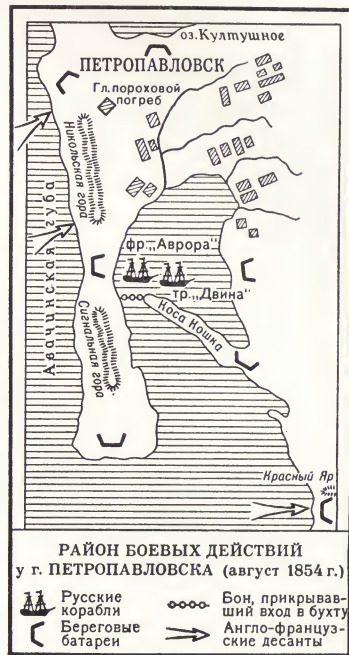 оз.Култушное
ПЕТРОПАВЛОВСК
Гл.пороховой
погреб
Никольская гора
Авачинская губа
фр."Аврора"
тр."Двина"
Коса Кошка
Сигнальная гора
Красный Яр
РАЙОН БОЕВЫХ ДЕЙСТВИЙ
у г. ПЕТРОПАВЛОВСКА (август 1854 г.)
Русские
корабли
Береговые
батареи
Бон, прикрывав-
ший вход в бухту
Англо-француз-
ские десанты